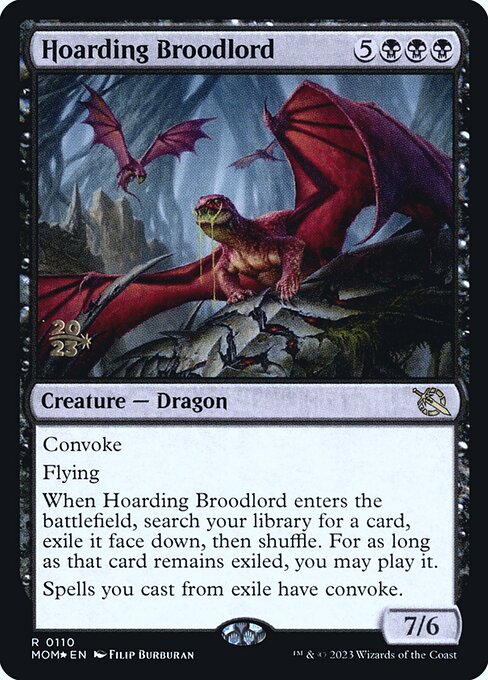 Hoarding Broodlord 5
20
23
Creature — Dragon
Convoke
Flying
When Hoarding Broodlord enters the
battlefield, search your library for a card,
exile it face down, then shuffle. For as long
as that card remains exiled, you may play it.
Spells you cast from exile have convoke.
7/6
R 0110
MOM★EN Filip Burburan
™ & © 2023 Wizards of the Coast